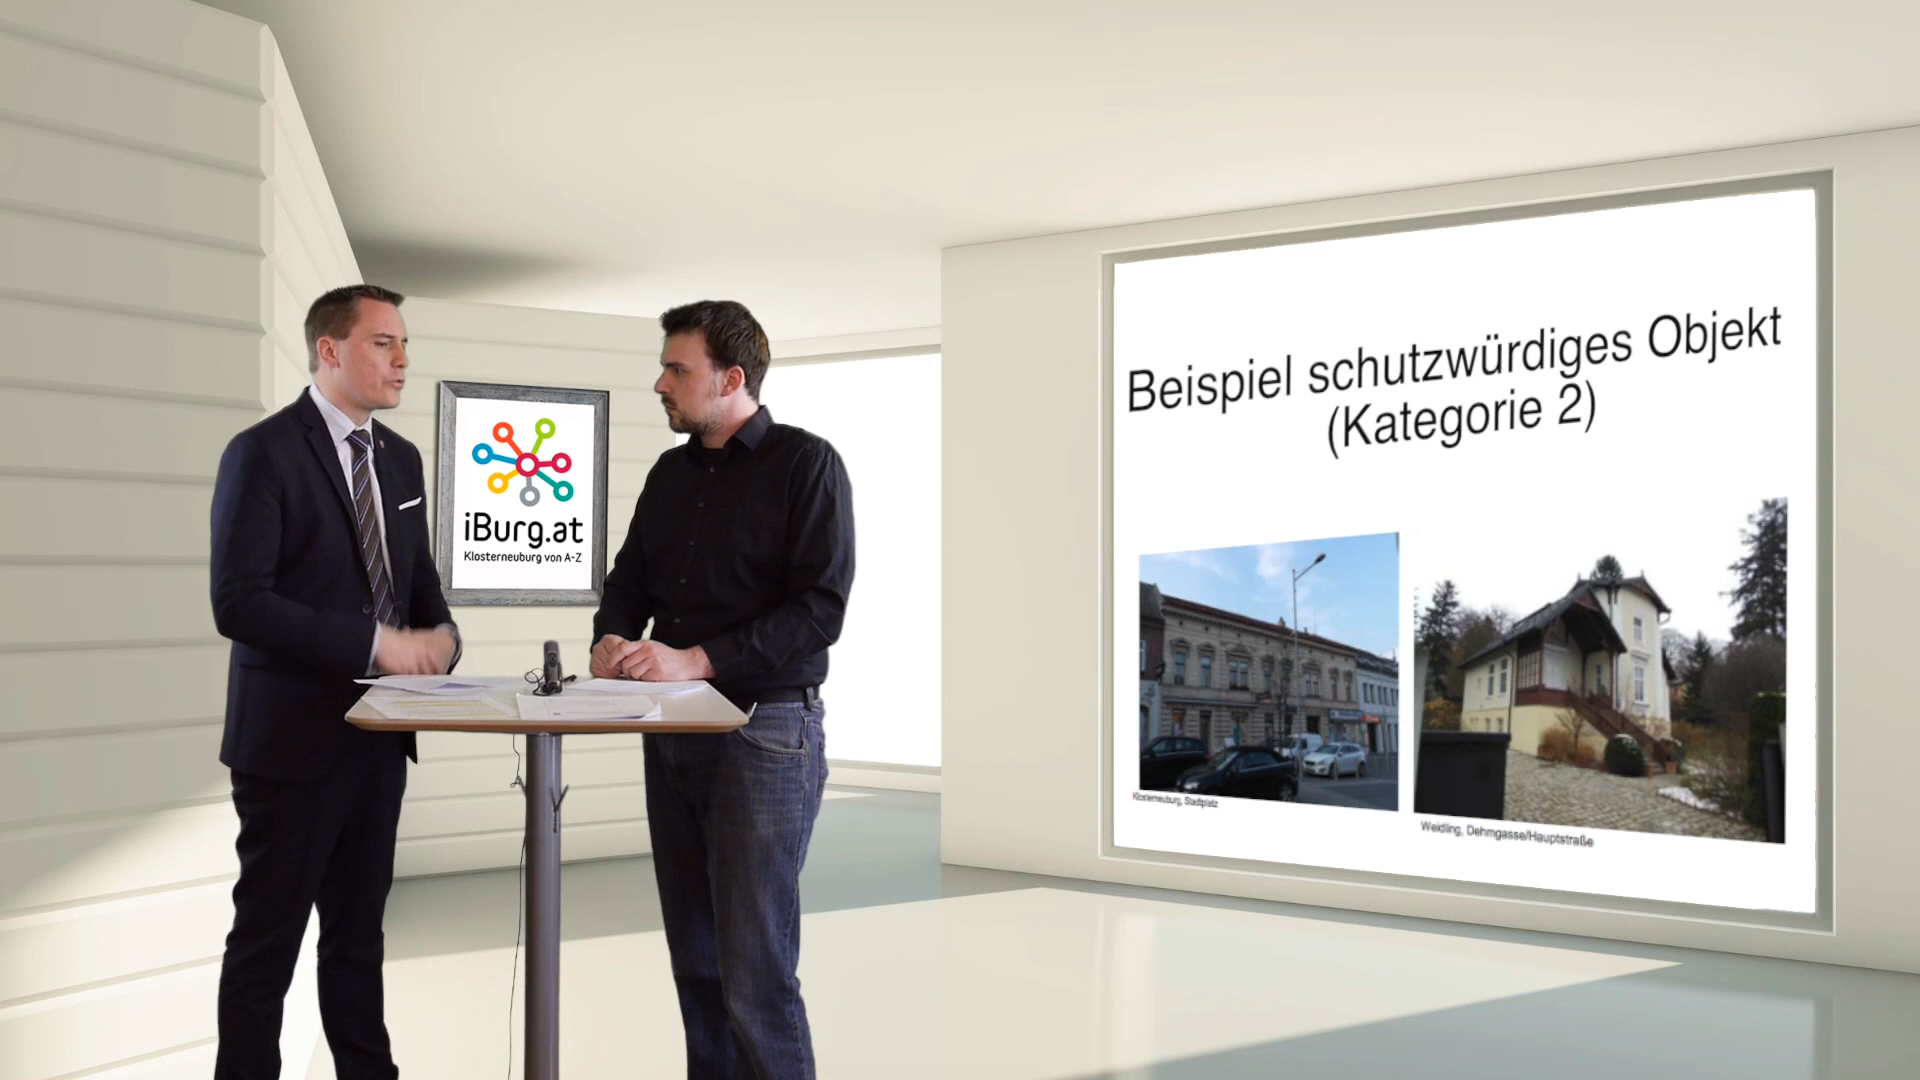 iBurg.at
Klosterneuburg von A-Z
Beispiel schutzwürdiges Objekt
(Kategorie 2)
Klosterneuburg, Stadtplatz
Weidling, Dehmgasse/Hauptstraße